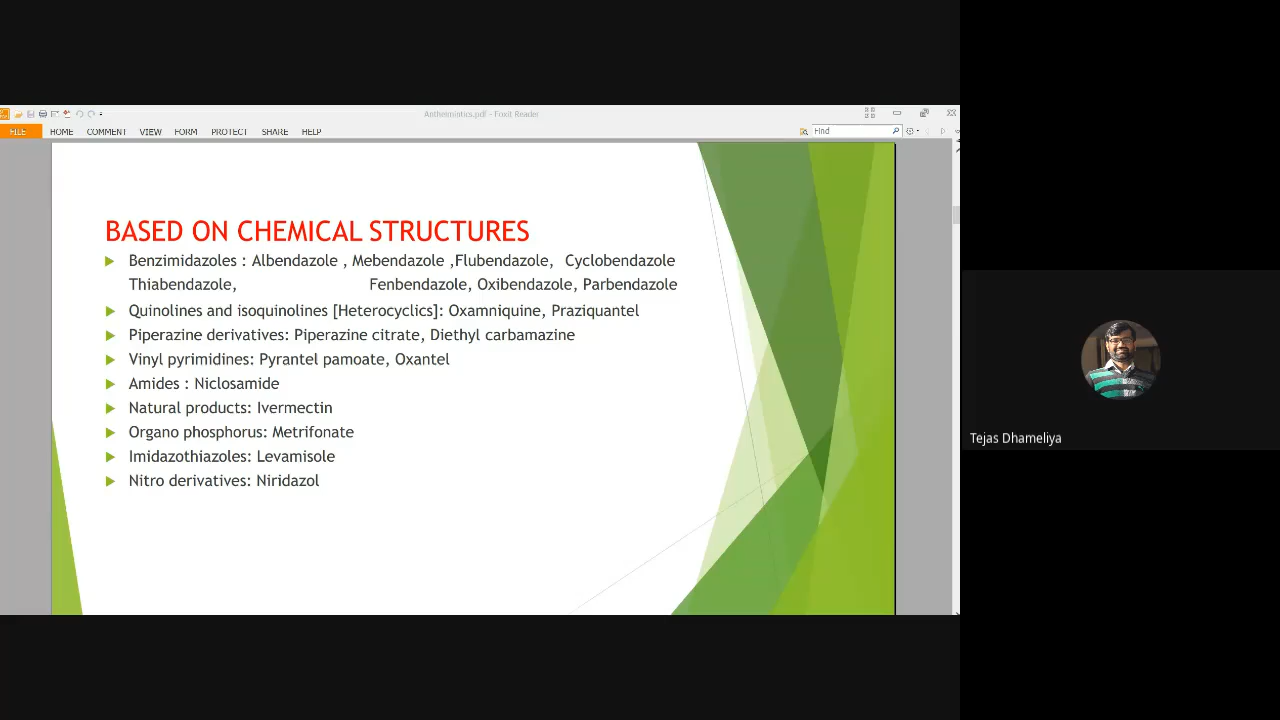 Anthelmintics.pdf - Foxit Reader
FILE HOME COMMENT VIEW FORM PROTECT SHARE HELP Find
BASED ON CHEMICAL STRUCTURES
Benzimidazoles : Albendazole , Mebendazole ,Flubendazole, Cyclobendazole
Thiabendazole, Fenbendazole, Oxibendazole, Parbendazole
Quinolines and isoquinolines [Heterocyclics]: Oxamniquine, Praziquantel
Piperazine derivatives: Piperazine citrate, Diethyl carbamazine
Vinyl pyrimidines: Pyrantel pamoate, Oxantel
Amides : Niclosamide
Natural products: Ivermectin
Organo phosphorus: Metrifonate
Imidazothiazoles: Levamisole
Nitro derivatives: Niridazol
Tejas Dhameliya